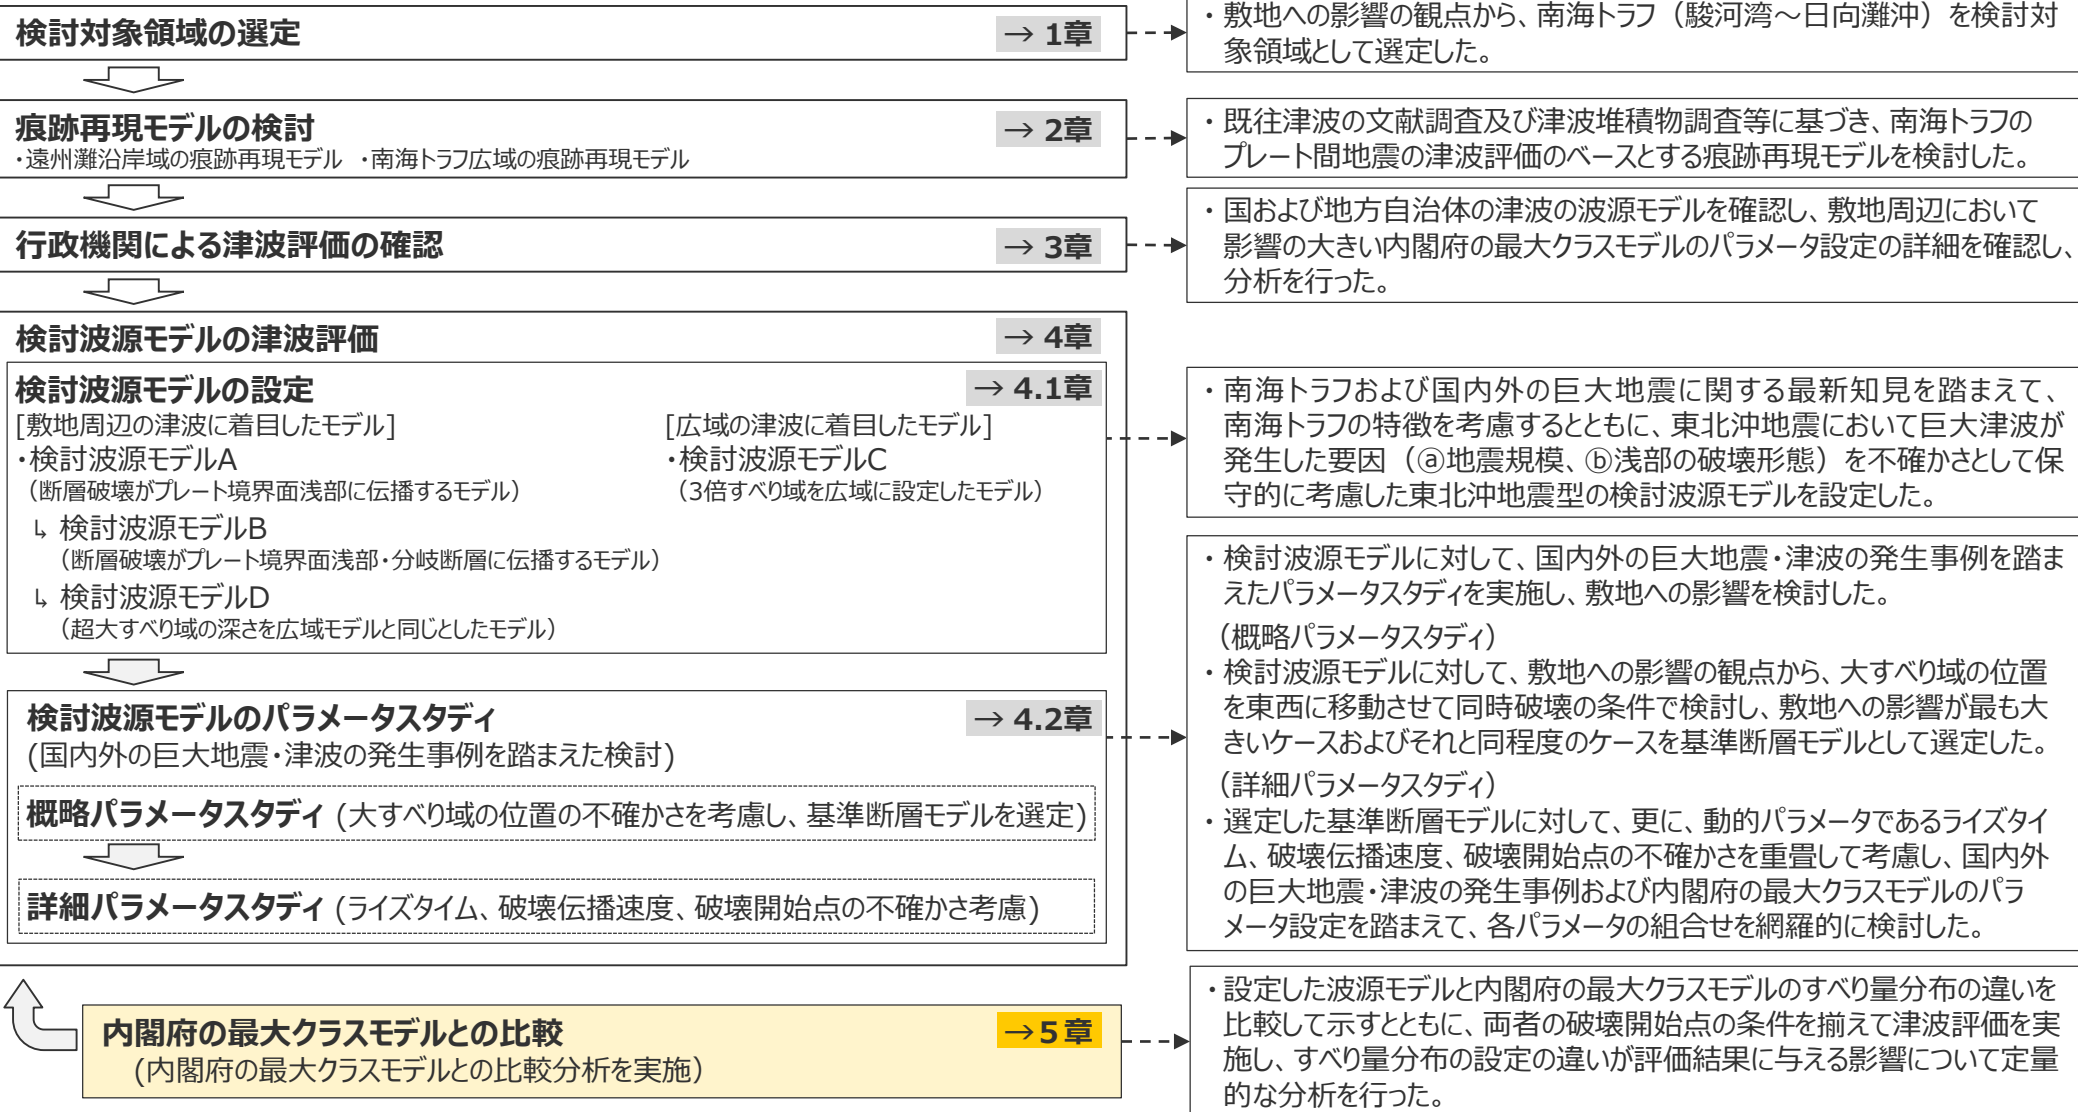 検討対象領域の選定 → 1章
・敷地への影響の観点から、南海トラフ（駿河湾～日向灘沖）を検討対
象領域として選定した。
痕跡再現モデルの検討 → 2章
・遠州灘沿岸域の痕跡再現モデル ・南海トラフ広域の痕跡再現モデル
・既往津波の文献調査及び津波堆積物調査等に基づき、南海トラフの
プレート間地震の津波評価のベースとする痕跡再現モデルを検討した。
行政機関による津波評価の確認 → 3章
・国および地方自治体の津波の波源モデルを確認し、敷地周辺において
影響の大きい内閣府の最大クラスモデルのパラメータ設定の詳細を確認し、
分析を行った。
検討波源モデルの津波評価 → 4章
検討波源モデルの設定 → 4.1章
[敷地周辺の津波に着目したモデル] [広域の津波に着目したモデル]
・検討波源モデルA ・検討波源モデルC
（断層破壊がプレート境界面浅部に伝播するモデル） （3倍すべり域を広域に設定したモデル）
↳ 検討波源モデルB
（断層破壊がプレート境界面浅部・分岐断層に伝播するモデル）
↳ 検討波源モデルD
（超大すべり域の深さを広域モデルと同じとしたモデル）
・南海トラフおよび国内外の巨大地震に関する最新知見を踏まえて、
南海トラフの特徴を考慮するとともに、東北沖地震において巨大津波が
発生した要因（ⓐ地震規模、ⓑ浅部の破壊形態）を不確かさとして保
守的に考慮した東北沖地震型の検討波源モデルを設定した。
検討波源モデルのパラメータスタディ → 4.2章
(国内外の巨大地震・津波の発生事例を踏まえた検討)
概略パラメータスタディ (大すべり域の位置の不確かさを考慮し、基準断層モデルを選定)
詳細パラメータスタディ (ライズタイム、破壊伝播速度、破壊開始点の不確かさ考慮)
・検討波源モデルに対して、国内外の巨大地震・津波の発生事例を踏ま
えたパラメータスタディを実施し、敷地への影響を検討した。
（概略パラメータスタディ）
・検討波源モデルに対して、敷地への影響の観点から、大すべり域の位置
を東西に移動させて同時破壊の条件で検討し、敷地への影響が最も大
きいケースおよびそれと同程度のケースを基準断層モデルとして選定した。
（詳細パラメータスタディ）
・選定した基準断層モデルに対して、更に、動的パラメータであるライズタイ
ム、破壊伝播速度、破壊開始点の不確かさを重畳して考慮し、国内外
の巨大地震・津波の発生事例および内閣府の最大クラスモデルのパラ
メータ設定を踏まえて、各パラメータの組合せを網羅的に検討した。
内閣府の最大クラスモデルとの比較 →5章
(内閣府の最大クラスモデルとの比較分析を実施)
・設定した波源モデルと内閣府の最大クラスモデルのすべり量分布の違いを
比較して示すとともに、両者の破壊開始点の条件を揃えて津波評価を実
施し、すべり量分布の設定の違いが評価結果に与える影響について定量
的な分析を行った。